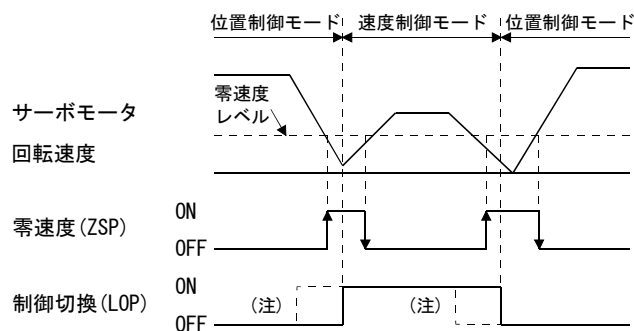 位置制御モード 速度制御モード 位置制御モード
零速度
レベル
サーボモータ
回転速度
零速度(ZSP)
ON
OFF
制御切換(LOP)
ON
OFF
(注) (注)